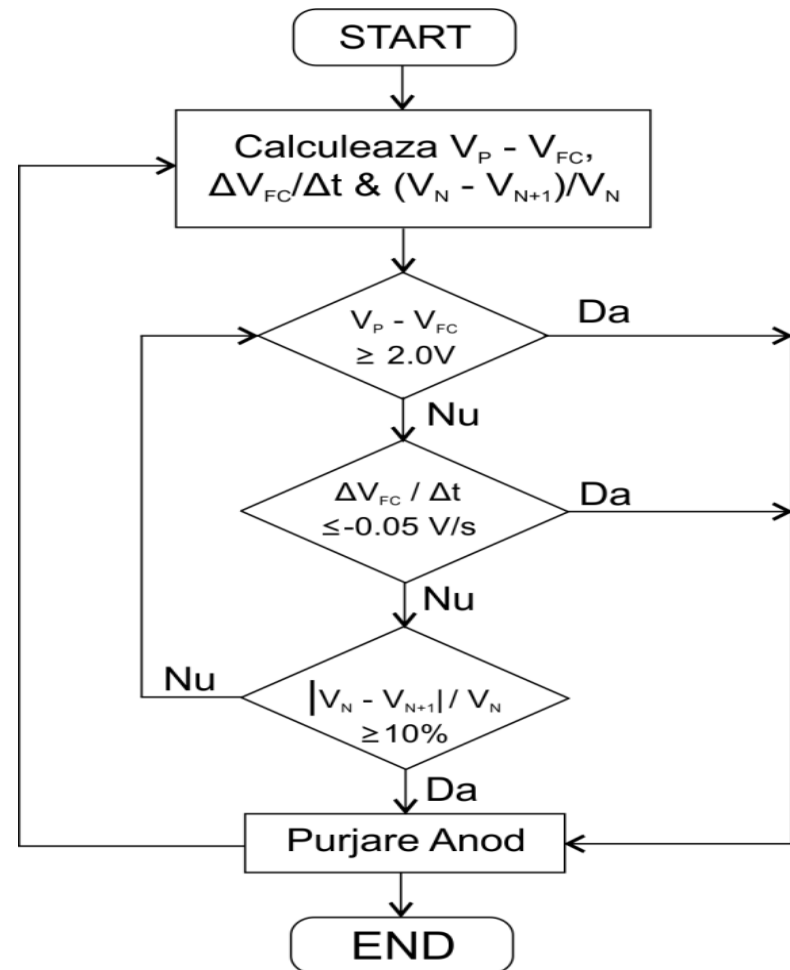 START
Calculeaza V_P - V_FC,
ΔV_FC/Δt & (V_N - V_N+1)/V_N
V_P - V_FC
≥ 2.0V
Da
Nu
ΔV_FC / Δt
≤-0.05 V/s
Da
Nu
Nu
|V_N - V_N+1| / V_N
≥10%
Da
Purjare Anod
END